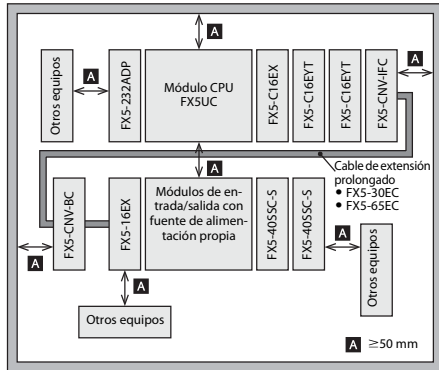 A
Otros equipos
A
FX5-232ADP
Módulo CPU
FX5UC
FX5-C16EX
FX5-C16EYT
FX5-C16EYT
FX5-CNV-IFC
A
A
Cable de extensión
prolongado
• FX5-30EC
• FX5-65EC
A
FX5-CNV-BC
FX5-16EX
Módulos de en-
trada/salida con
fuente de alimen-
tación propia
FX5-40SSC-S
FX5-40SSC-S
A
Otros equipos
A
Otros equipos
A ≥50 mm